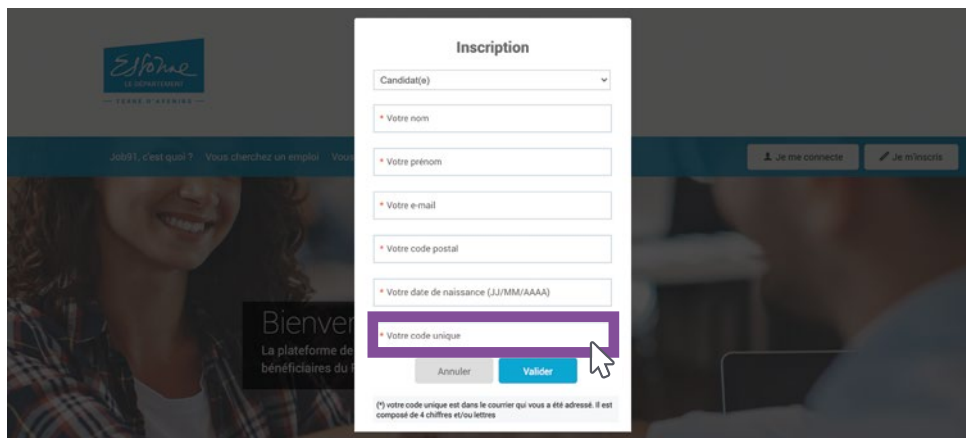 Inscription
Candidat(e)
* Votre nom
* Votre prénom
* Votre e-mail
* Votre code postal
* Votre date de naissance (JJ/MM/AAAA)
* Votre code unique
Annuler Valider
(*) votre code unique est dans le courrier qui vous a été adressé. Il est
composé de 4 chiffres et/ou lettres
Essonne
LE DÉPARTEMENT
— TERRE D'AVENIRS —
Job91, c'est quoi ? Vous cherchez un emploi Vous
Je me connecte Je m'inscris
Bienven
La plateforme de
bénéficiaires du